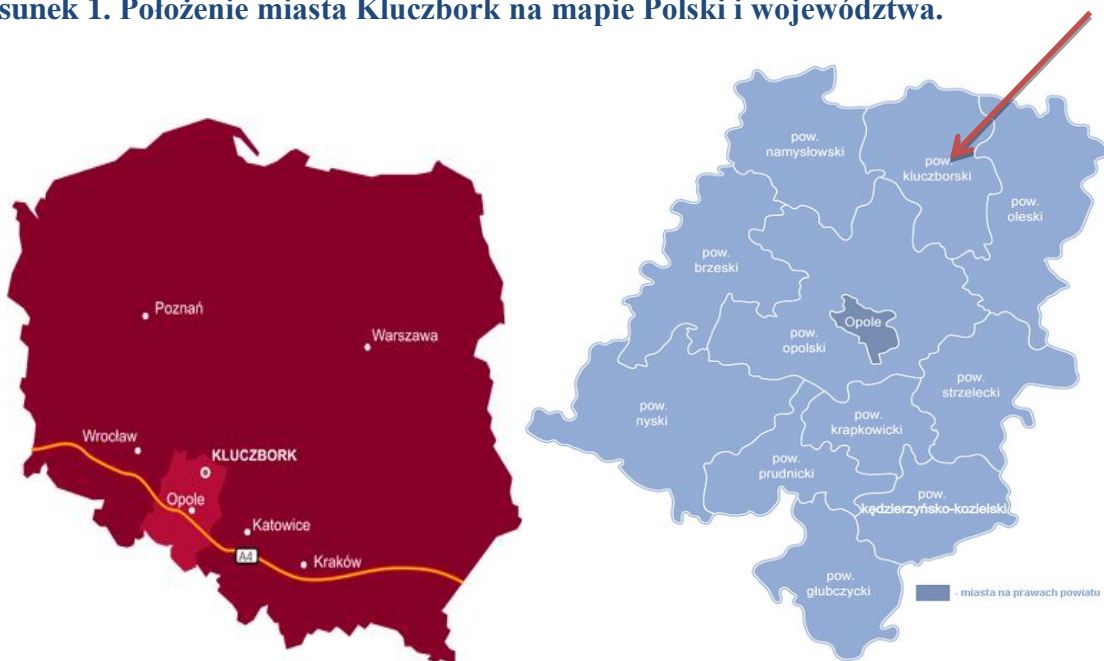 sunek 1. Położenie miasta Kluczbork na mapie Polski i województwa.
Poznań
Warszawa
Wrocław
KLUCZBORK
Opole
Katowice
A4
Kraków
pow.
namysłowski
pow.
kluczborski
pow.
oleski
pow.
brzeski
Opole
pow.
opolski
pow.
strzelecki
pow.
nyski
pow.
krapkowicki
pow.
prudnicki
pow.
kędzierzyńsko-kozielski
pow.
głubczycki
- miasta na prawach powiatu